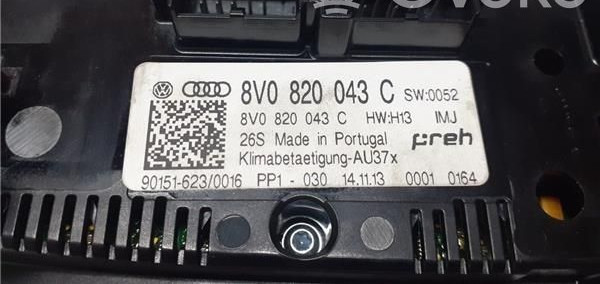 8V0 820 043 C SW:0052
8V0 820 043 C HW:H13 IMJ
26S Made in Portugal preh
Klimabetaetigung-AU37x
90151-623/0016 PP1 - 030 14.11.13 0001 0164